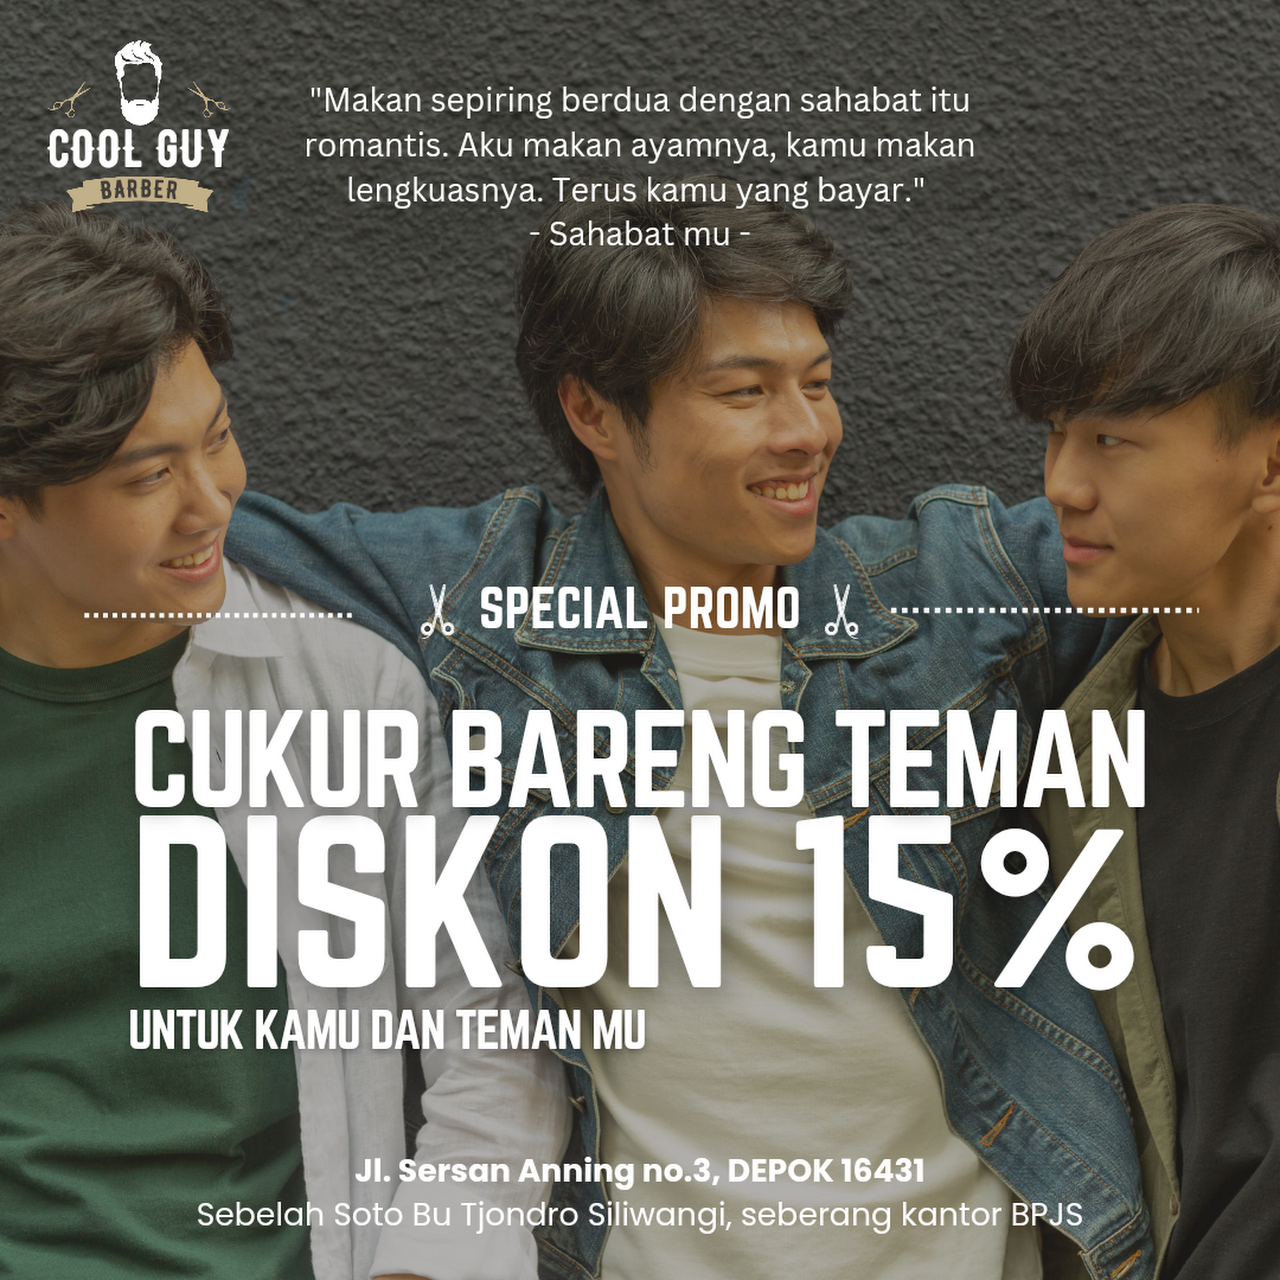 COOL GUY
BARBER
"Makan sepiring berdua dengan sahabat itu
romantis. Aku makan ayamnya, kamu makan
lengkuasnya. Terus kamu yang bayar."
- Sahabat mu -
SPECIAL PROMO
CUKUR BARENG TEMAN
DISKON 15%
UNTUK KAMU DAN TEMAN MU
Jl. Sersan Anning no.3, DEPOK 16431
Sebelah Soto Bu Tjondro Siliwangi, seberang kantor BPJS